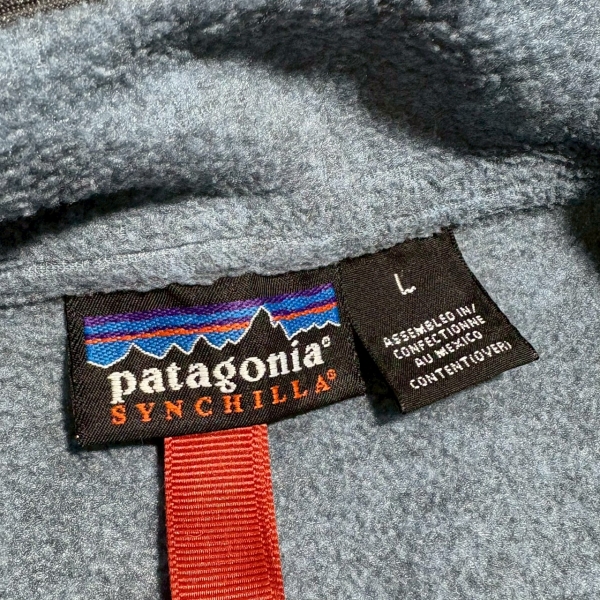 patagonia®
SYNCHILLA®
L
ASSEMBLED IN/
CONFECTIONNE
AU MEXICO
CONTENT(OVER)